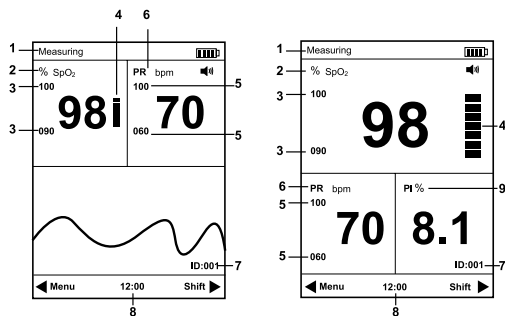 4
6
1
Measuring
2
% SpO₂
PR bpm
3
100
100
5
98
70
3
090
060
5
ID:001
7
Menu
12:00
Shift
8
1
Measuring
2
% SpO₂
3
100
98
4
3
090
6
PR bpm
PI %
9
5
100
70
8.1
5
060
ID:001
7
Menu
12:00
Shift
8